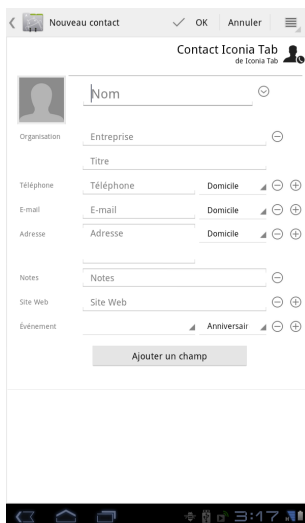 Nouveau contact OK Annuler
Contact Iconia Tab
de Iconia Tab
Nom
Organisation Entreprise
Titre
Téléphone Téléphone Domicile
E-mail E-mail Domicile
Adresse Adresse Domicile
Notes Notes
Site Web Site Web
Evénement Anniversair
Ajouter un champ
3:17